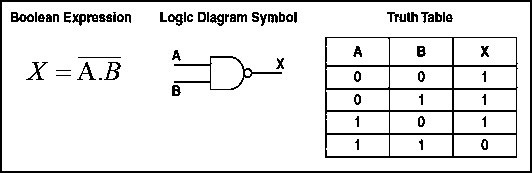 Boolean Expression Logic Diagram Symbol Truth Table
X = \overline{A.B}
A
B
X
A B X
0 0 1
0 1 1
1 0 1
1 1 0